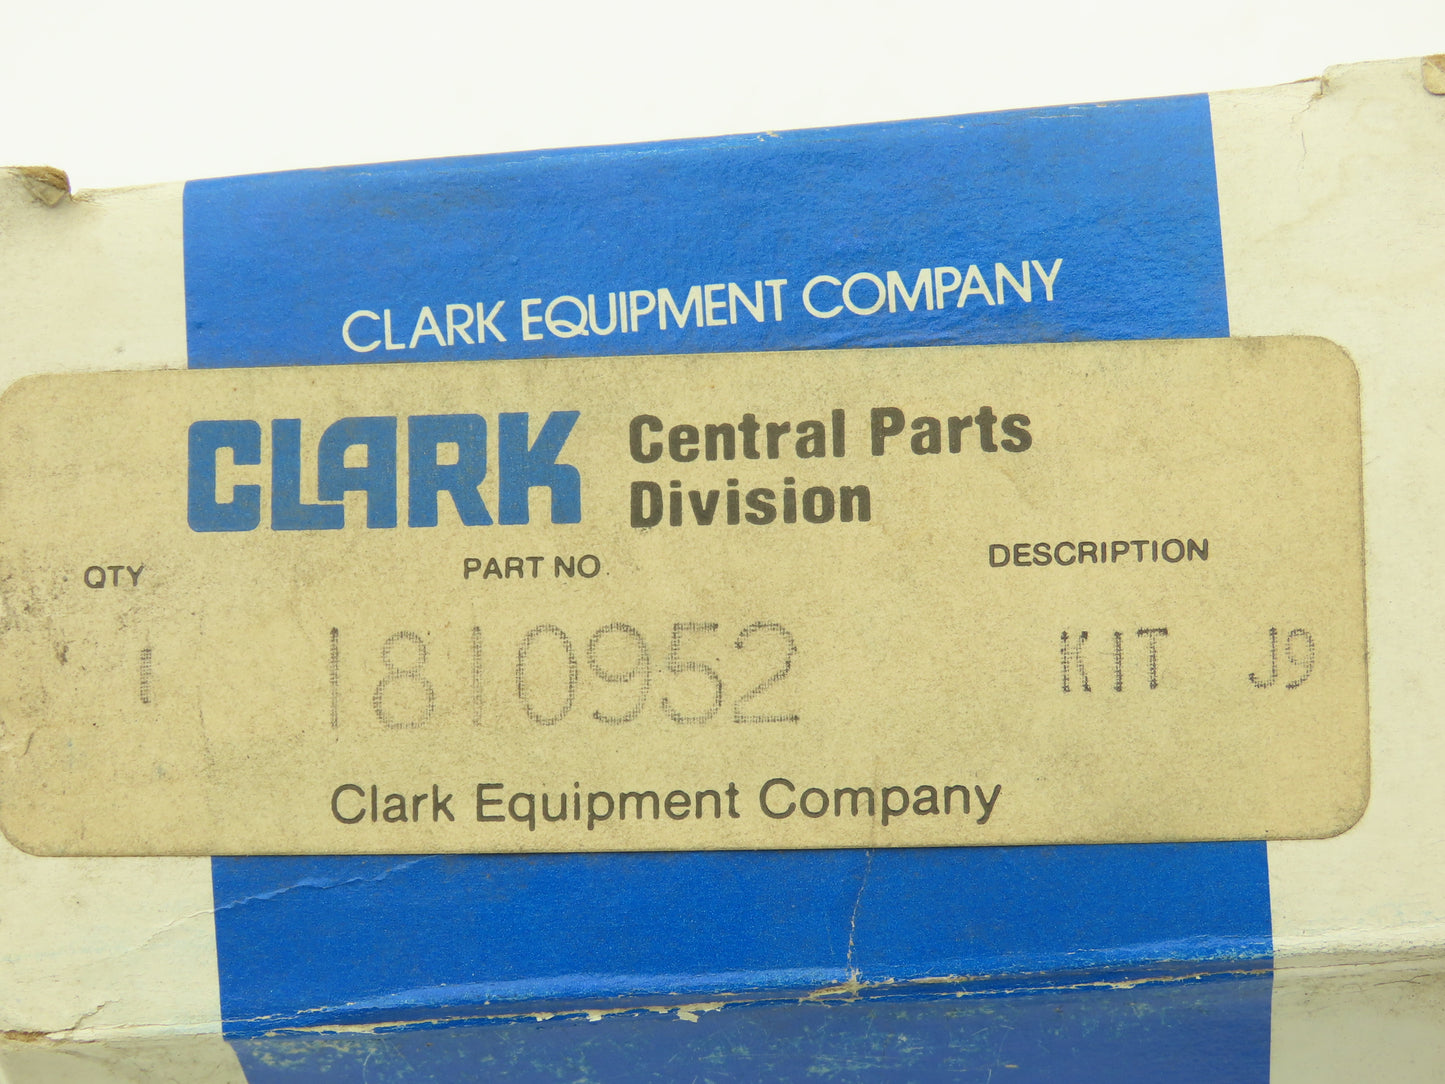 CLARK EQUIPMENT COMPANY
CLARK Central Parts
Division
QTY PART NO DESCRIPTION
1 1810952 KIT J9
Clark Equipment Company